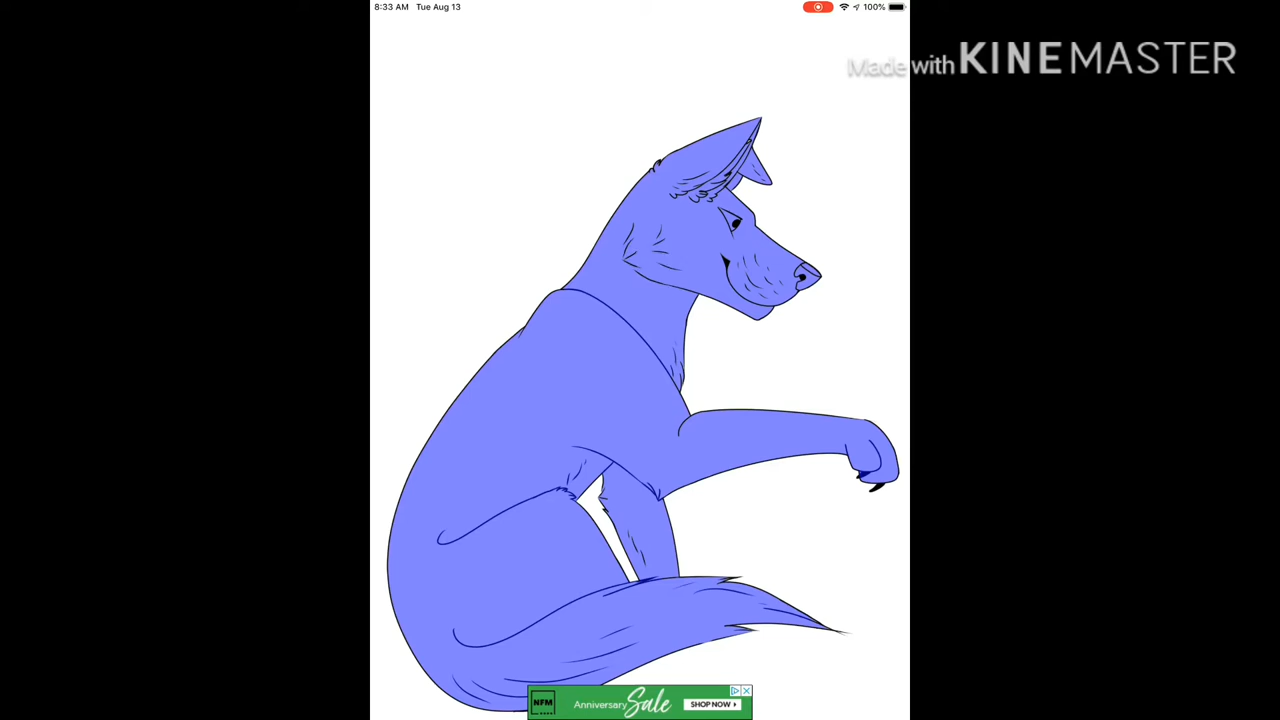 8:33 AM Tue Aug 13
100%
Made with KINEMASTER
NFM
Anniversary Sale
SHOP NOW